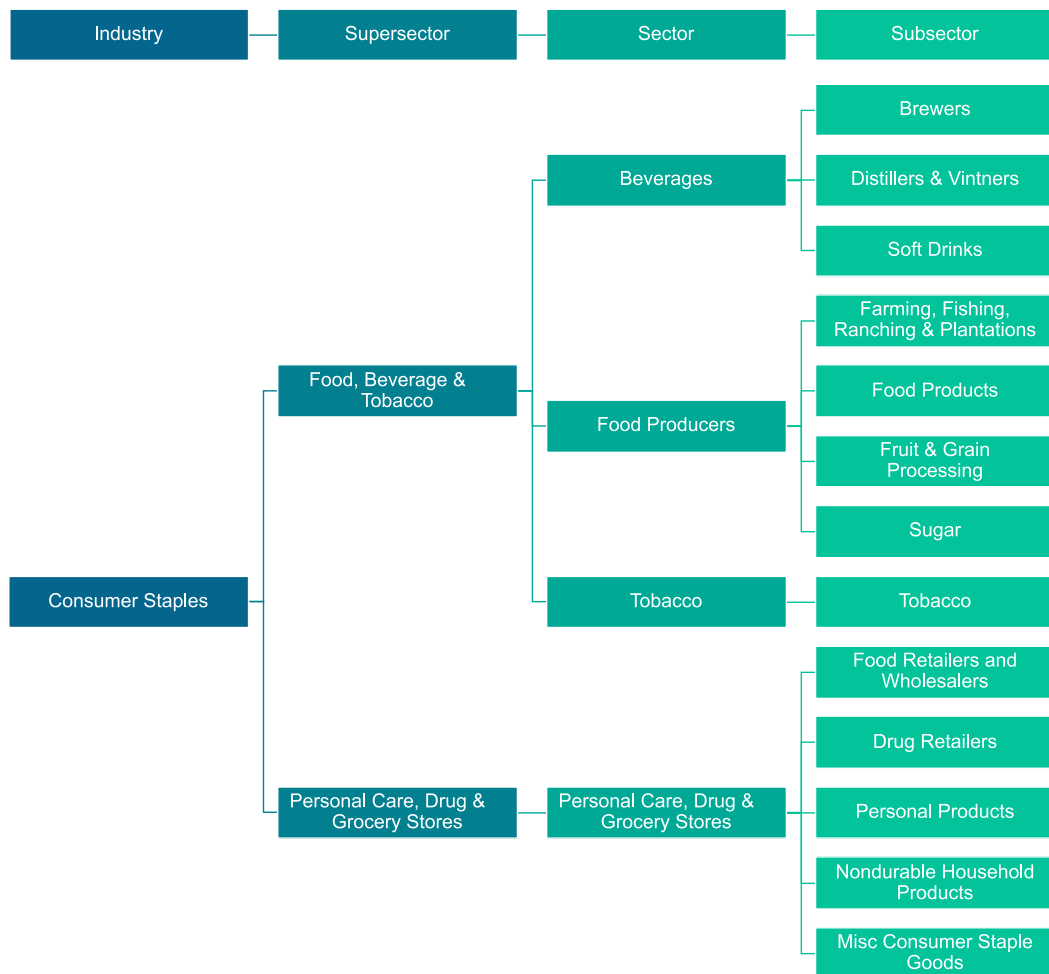 Industry
Supersector
Sector
Subsector
Brewers
Beverages
Distillers & Vintners
Soft Drinks
Farming, Fishing,
Ranching & Plantations
Food, Beverage &
Tobacco
Food Products
Food Producers
Fruit & Grain
Processing
Sugar
Consumer Staples
Tobacco
Tobacco
Food Retailers and
Wholesalers
Drug Retailers
Personal Care, Drug &
Grocery Stores
Personal Care, Drug &
Grocery Stores
Personal Products
Nondurable Household
Products
Misc Consumer Staple
Goods